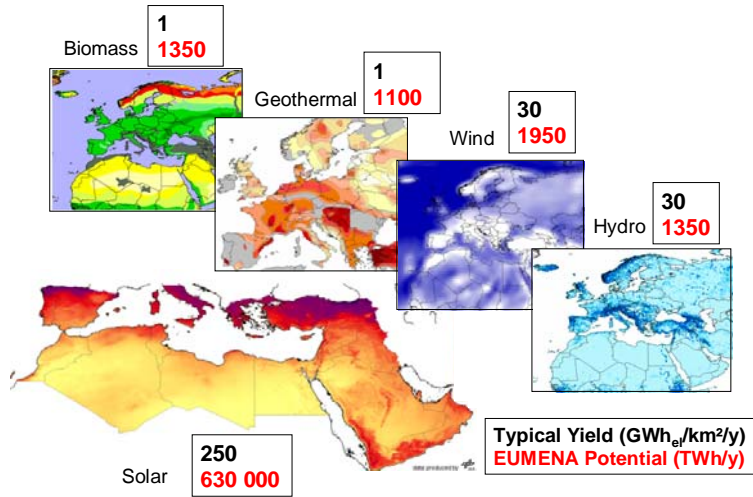 1
Biomass 1350
1
Geothermal 1100
30
Wind 1950
30
Hydro 1350
250
Solar 630 000
Typical Yield (GWhₑₗ/km²/y)
EUMENA Potential (TWh/y)